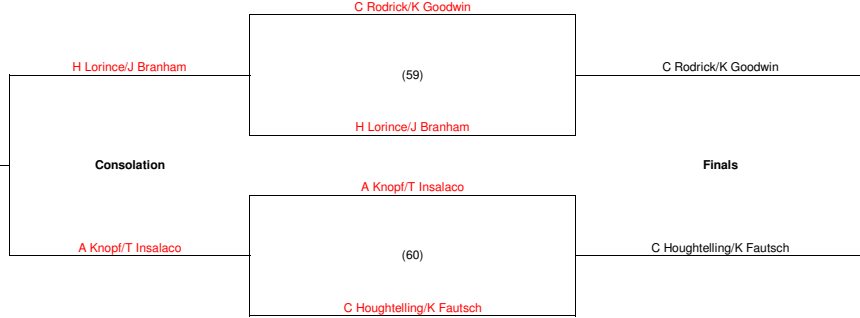 C Rodrick/K Goodwin
H Lorince/J Branham
(59)
C Rodrick/K Goodwin
H Lorince/J Branham
Consolation
Finals
A Knopf/T Insalaco
A Knopf/T Insalaco
(60)
C Houghtelling/K Fautsch
C Houghtelling/K Fautsch